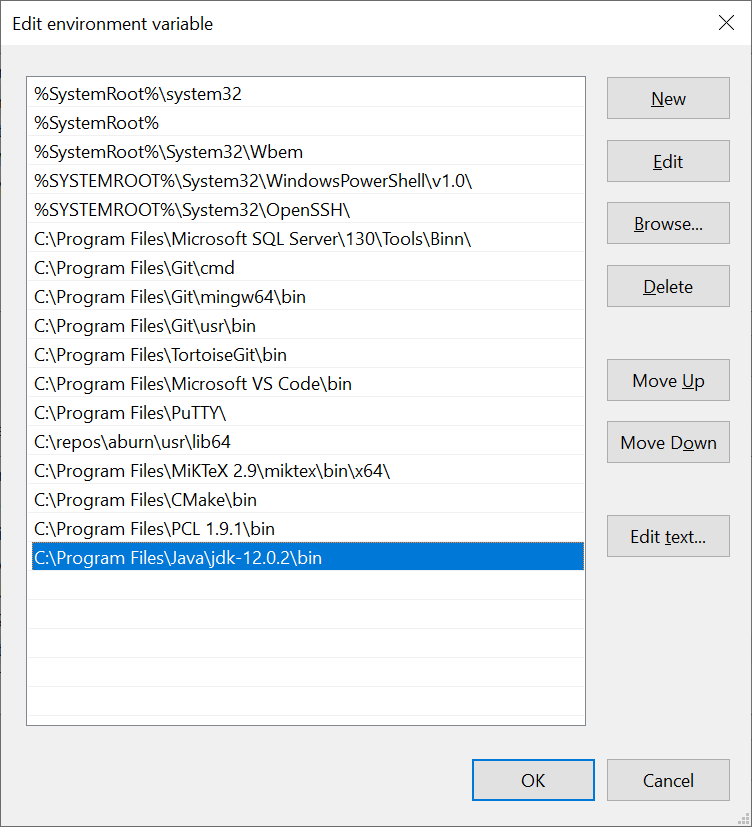 Edit environment variable
%SystemRoot%\system32
%SystemRoot%
%SystemRoot%\System32\Wbem
%SYSTEMROOT%\System32\WindowsPowerShell\v1.0\
%SYSTEMROOT%\System32\OpenSSH\
C:\Program Files\Microsoft SQL Server\130\Tools\Binn\
C:\Program Files\Git\cmd
C:\Program Files\Git\mingw64\bin
C:\Program Files\Git\usr\bin
C:\Program Files\TortoiseGit\bin
C:\Program Files\Microsoft VS Code\bin
C:\Program Files\PuTTY\
C:\repos\aburn\usr\lib64
C:\Program Files\MiKTeX 2.9\miktex\bin\x64\
C:\Program Files\CMake\bin
C:\Program Files\PCL 1.9.1\bin
C:\Program Files\Java\jdk-12.0.2\bin
New
Edit
Browse...
Delete
Move Up
Move Down
Edit text...
OK
Cancel